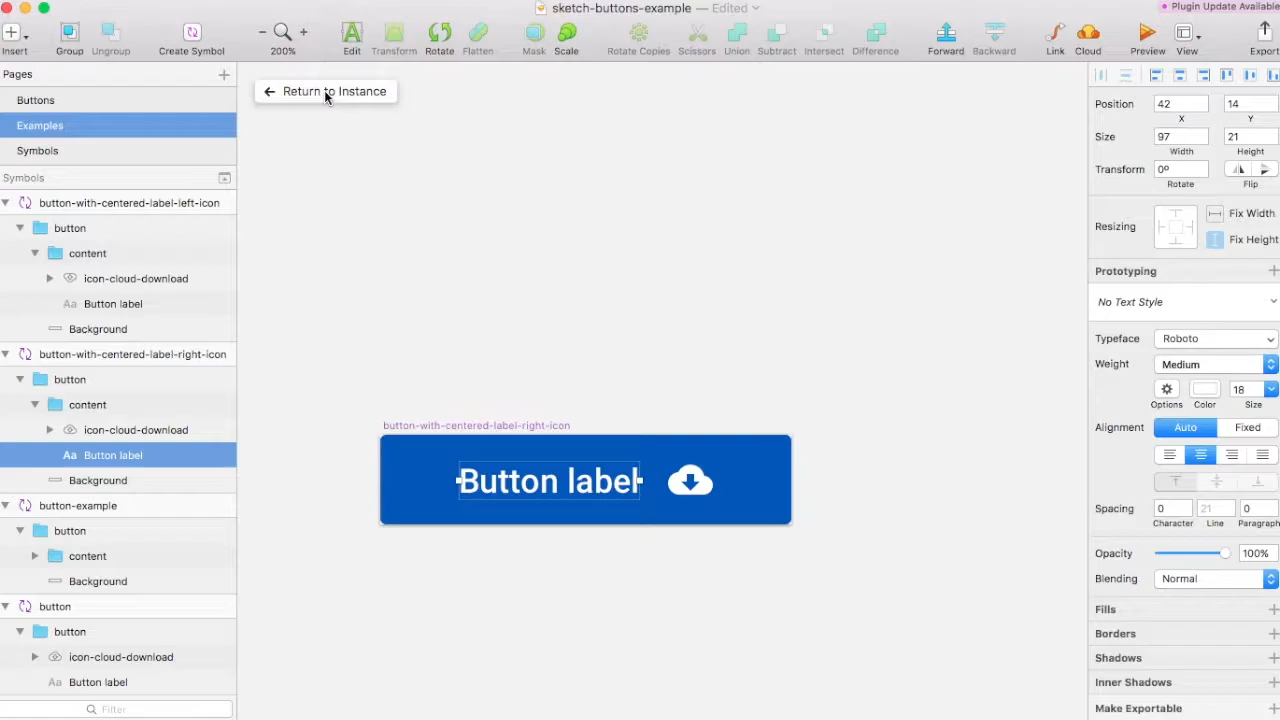 sketch-buttons-example — Edited
Plugin Update Available
Insert
Group
Ungroup
Create Symbol
200%
Edit
Transform
Rotate
Flatten
Mask
Scale
Rotate Copies
Scissors
Union
Subtract
Intersect
Difference
Forward
Backward
Link
Cloud
Preview
View
Export
Pages
Buttons
Examples
Symbols
Symbols
button-with-centered-label-left-icon
button
content
icon-cloud-download
Aa Button label
Background
button-with-centered-label-right-icon
button
content
icon-cloud-download
Aa Button label
Background
button-example
button
content
Background
button
button
icon-cloud-download
Aa Button label
Filter
Return to Instance
button-with-centered-label-right-icon
Button label
Position 42 14
X Y
Size 97 21
Width Height
Transform 0º
Rotate Flip
Resizing
Fix Width
Fix Height
Prototyping
No Text Style
Typeface Roboto
Weight Medium
18
Options Color Size
Alignment Auto Fixed
Spacing 0 21 0
Character Line Paragraph
Opacity 100%
Blending Normal
Fills
Borders
Shadows
Inner Shadows
Make Exportable